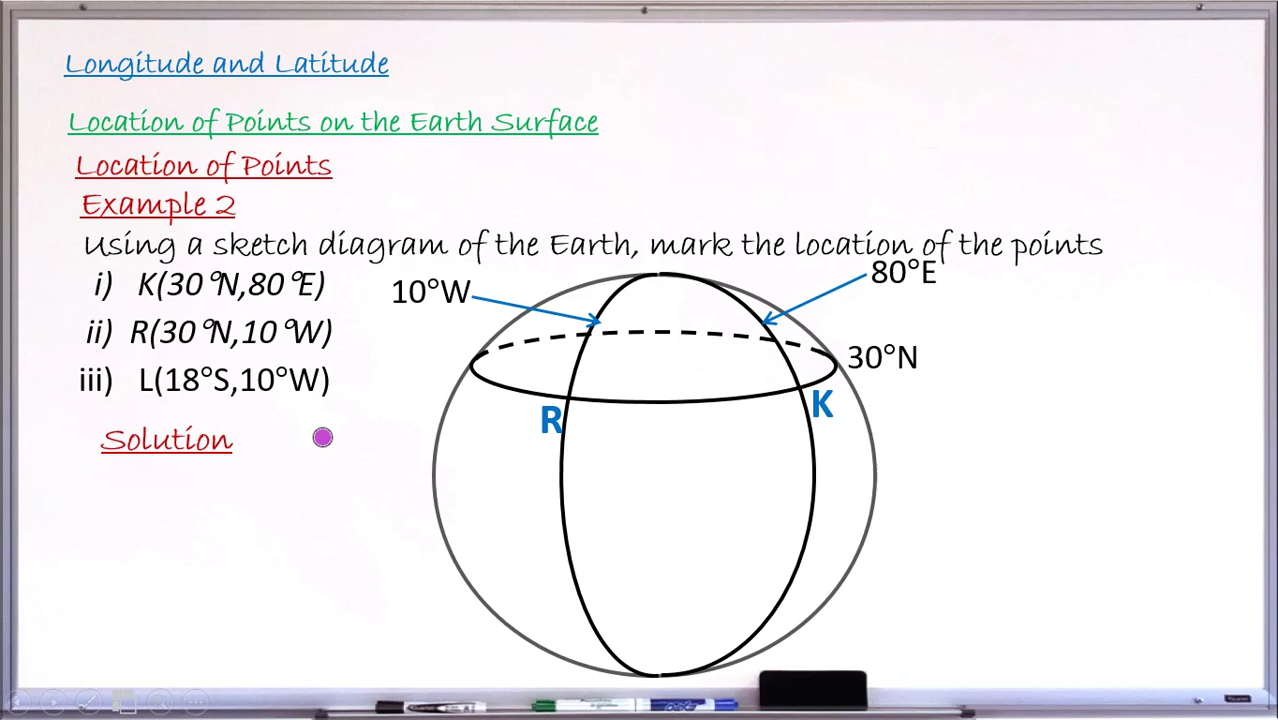 Longitude and Latitude
Location of Points on the Earth Surface
Location of Points
Example 2
Using a sketch diagram of the Earth, mark the location of the points
i) K(30°N,80°E)
ii) R(30°N,10°W)
iii) L(18°S,10°W)
Solution
10°W
80°E
30°N
R
K